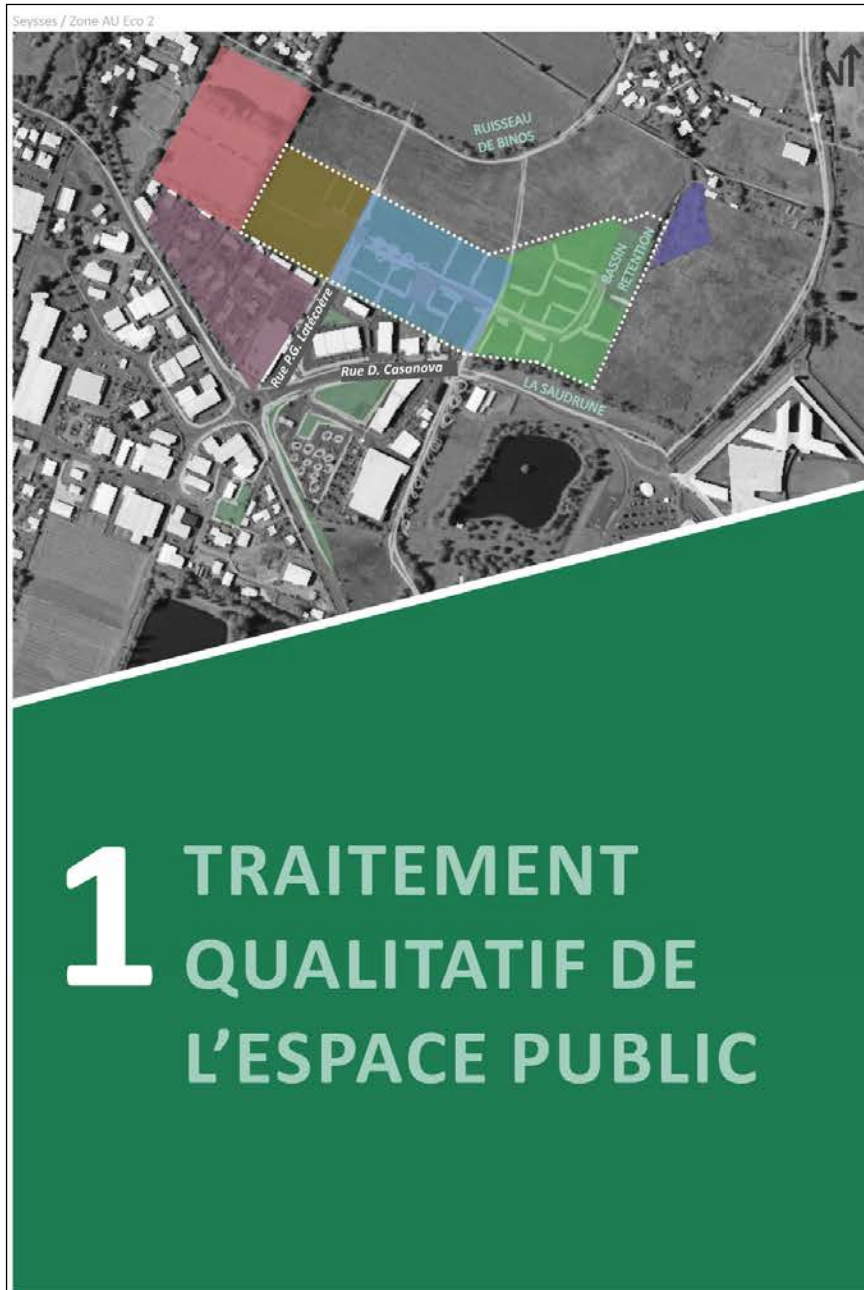 Seysses / Zone AU Eco 2
N
RUISSEAU
DE BINOS
BASSIN
RETENTION
Rue P.G. Latécoère
Rue D. Casanova
LA SAUDRUNE
1 TRAITEMENT
QUALITATIF DE
L'ESPACE PUBLIC